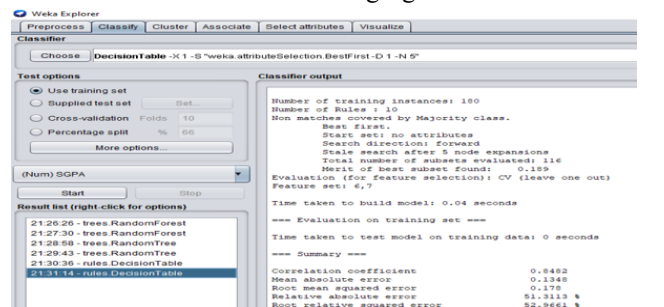 Weka Explorer
Preprocess Classify Cluster Associate Select attributes Visualize
Classifier
Choose DecisionTable -X 1 -S "weka.attributeSelection.BestFirst -D 1 -N 5"
Test options
Use training set
Supplied test set Set...
Cross-validation Folds 10
Percentage split % 66
More options...
(Num) SGPA
Start Stop
Result list (right-click for options)
21:26:26 - trees.RandomForest
21:27:30 - trees.RandomForest
21:28:58 - trees.RandomTree
21:29:43 - trees.RandomTree
21:30:36 - rules.DecisionTable
21:31:14 - rules.DecisionTable
Classifier output
Number of training instances: 180
Number of Rules : 10
Non matches covered by Majority class.
Best first.
Start set: no attributes
Search direction: forward
Stale search after 5 node expansions
Total number of subsets evaluated: 116
Merit of best subset found: 0.189
Evaluation (for feature selection): CV (leave one out)
Feature set: 6,7
Time taken to build model: 0.04 seconds
=== Evaluation on training set ===
Time taken to test model on training data: 0 seconds
=== Summary ===
Correlation coefficient 0.8482
Mean absolute error 0.1348
Root mean squared error 0.178
Relative absolute error 51.3113 %
Root relative squared error 52.9661 %